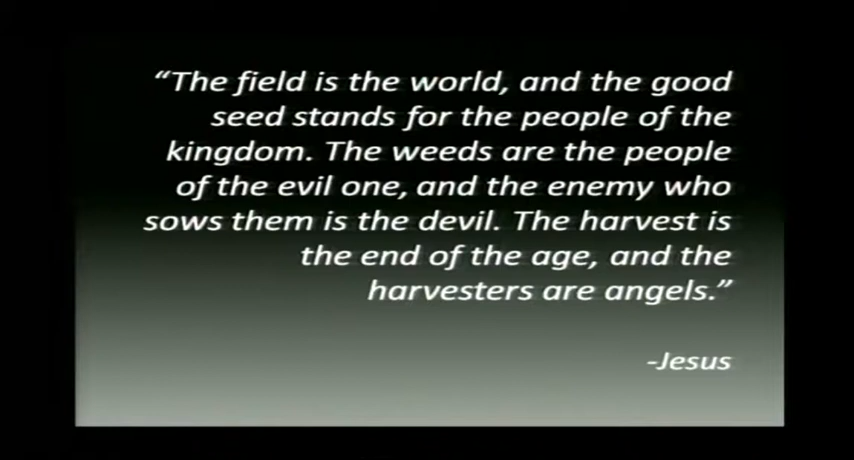 “The field is the world, and the good
seed stands for the people of the
kingdom. The weeds are the people
of the evil one, and the enemy who
sows them is the devil. The harvest is
the end of the age, and the
harvesters are angels.”
-Jesus